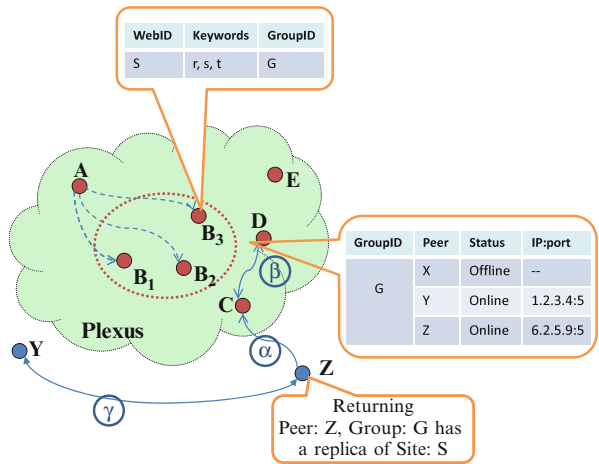 WebID Keywords GroupID
S r, s, t G
A
E
B3
D
B1
B2
C
β
α
Plexus
Y
Z
γ
GroupID Peer Status IP:port
G
X Offline --
Y Online 1.2.3.4:5
Z Online 6.2.5.9:5
Returning
Peer: Z, Group: G has
a replica of Site: S